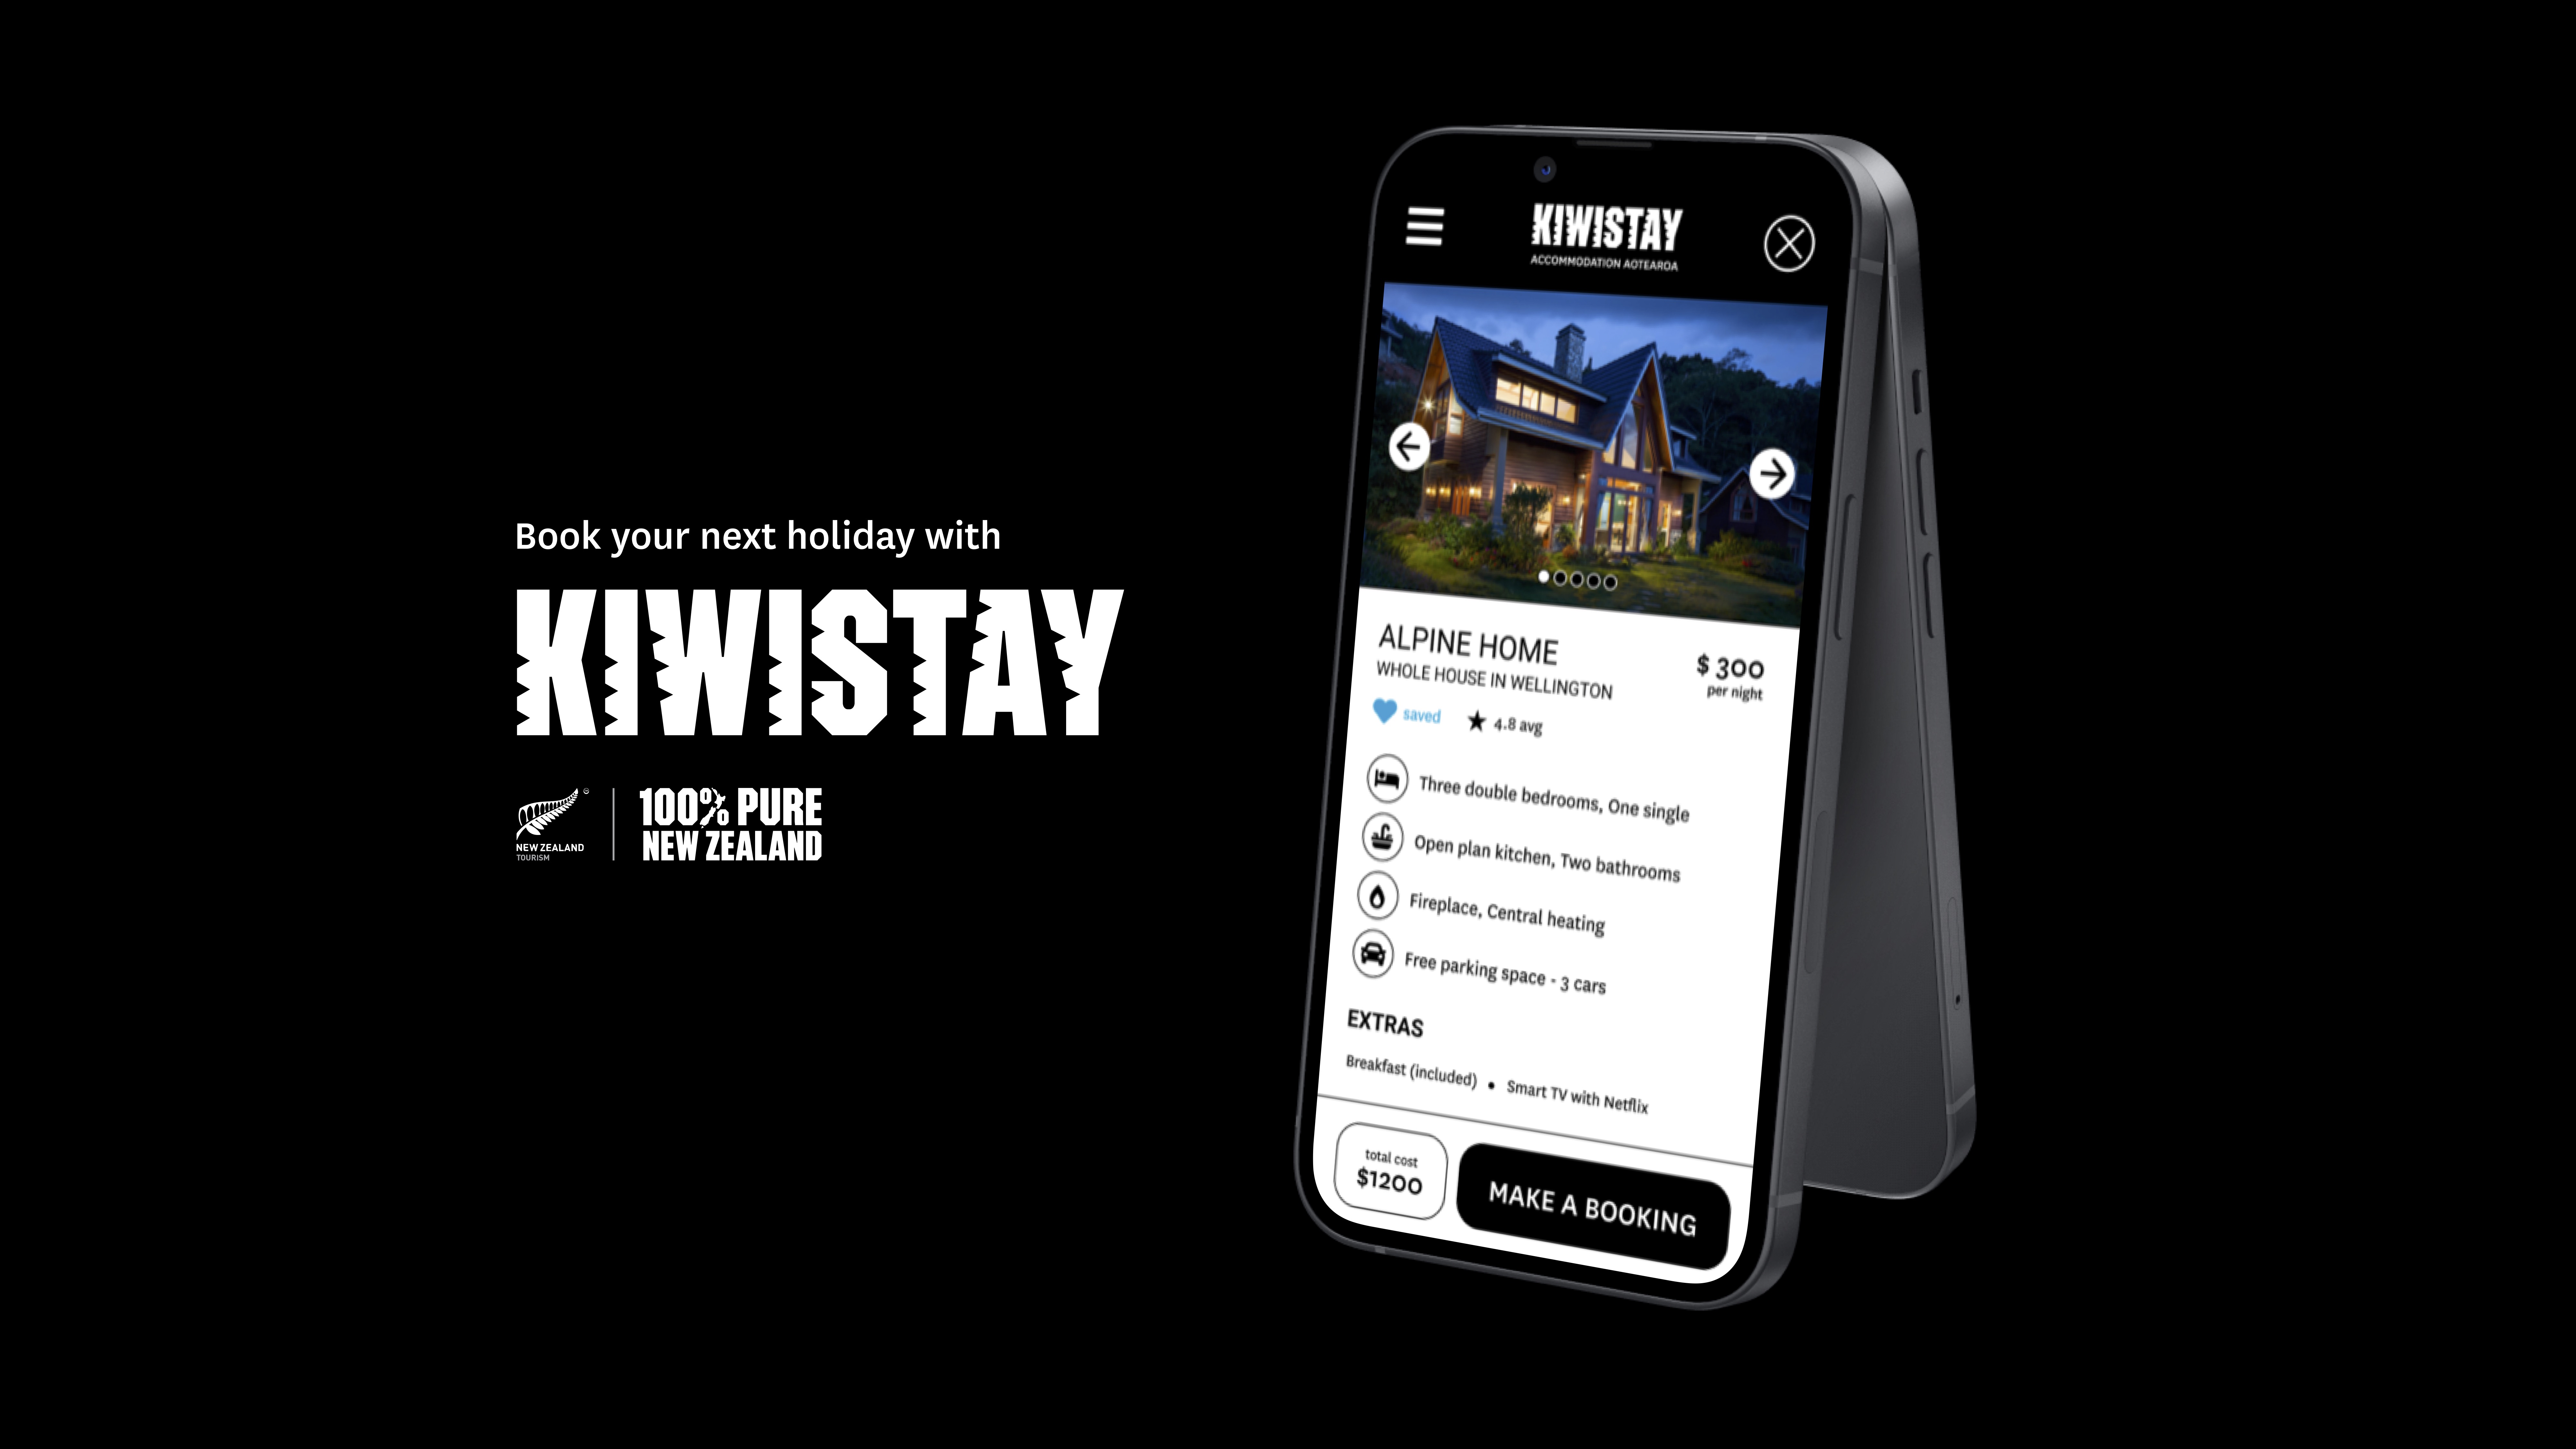 Book your next holiday with
KIWISTAY
NEW ZEALAND
TOURISM
100% PURE
NEW ZEALAND
KIWISTAY
ACCOMMODATION AOTEAROA
ALPINE HOME
WHOLE HOUSE IN WELLINGTON
$ 300
per night
saved
4.8 avg
Three double bedrooms, One single
Open plan kitchen, Two bathrooms
Fireplace, Central heating
Free parking space - 3 cars
EXTRAS
Breakfast (included) • Smart TV with Netflix
total cost
$1200
MAKE A BOOKING